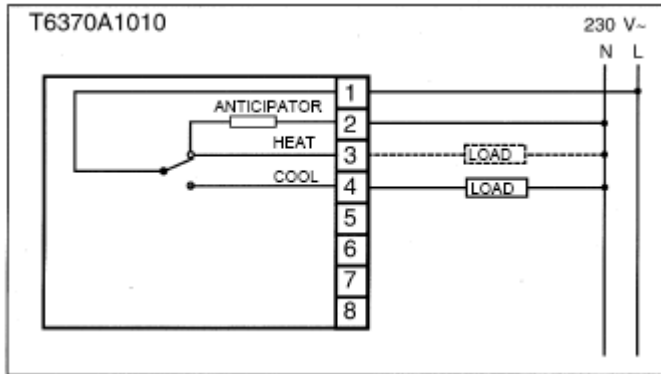 T6370A1010
230 V~
N L
1
ANTICIPATOR
2
HEAT
3
LOAD
COOL
4
LOAD
5
6
7
8